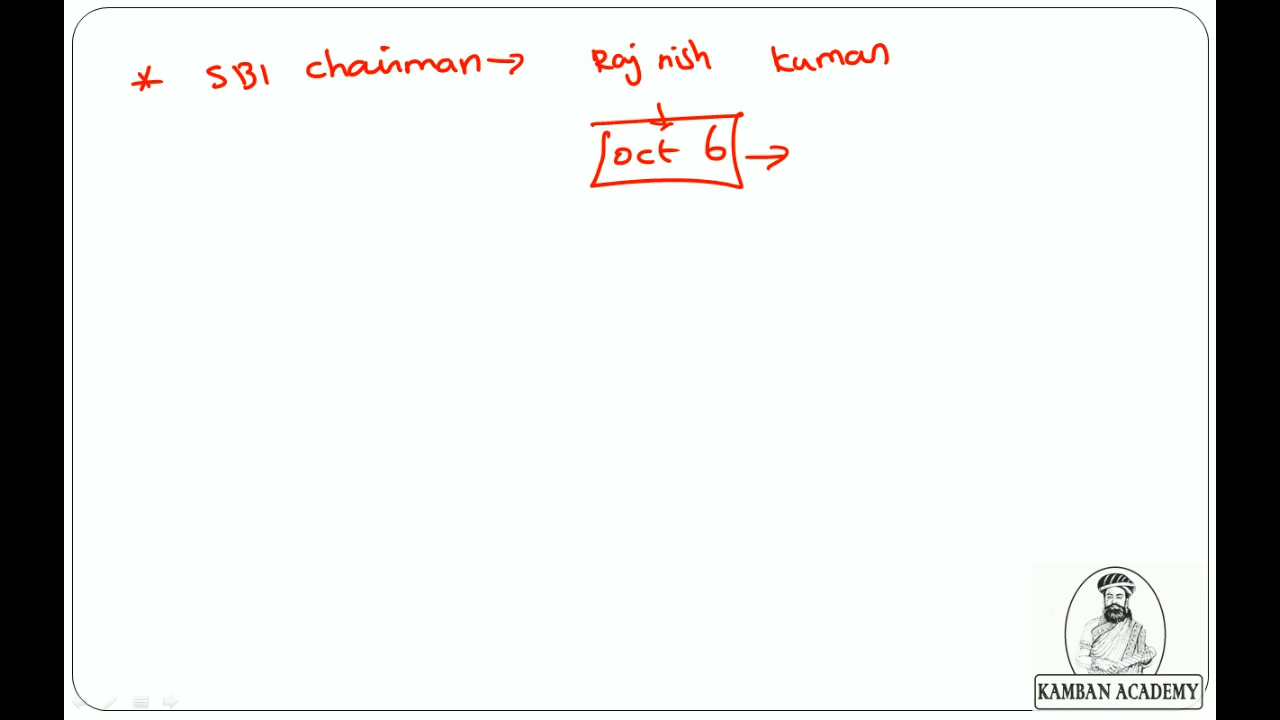 * SBI chairman → Rajnish kumar
oct 6 →
KAMBAN ACADEMY